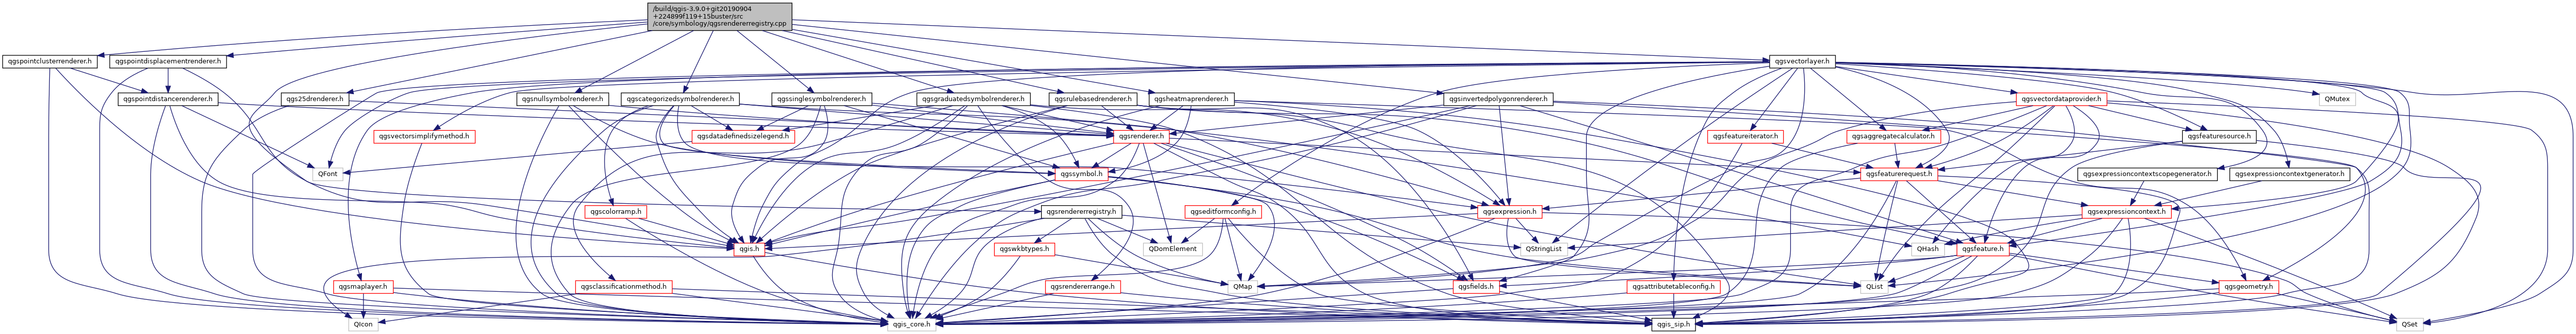 /build/qgis-3.9.0+git20190904
+224899f119+15buster/src
/core/symbology/qgsrendererregistry.cpp
qgspointclusterrenderer.h
qgspointdisplacementrenderer.h
qgsvectorlayer.h
qgspointdistancerenderer.h
qgs25drenderer.h
qgsnullsymbolrenderer.h
qgscategorizedsymbolrenderer.h
qgssinglesymbolrenderer.h
qgsgraduatedsymbolrenderer.h
qgsrulebasedrenderer.h
qgsheatmaprenderer.h
qgsinvertedpolygonrenderer.h
qgsvectordataprovider.h
QMutex
qgsvectorsimplifymethod.h
qgsdatadefinedsizelegend.h
qgsrenderer.h
qgsfeatureiterator.h
qgsaggregatecalculator.h
qgsfeaturesource.h
QFont
qgssymbol.h
qgsfeaturerequest.h
qgsexpressioncontextscopegenerator.h
qgsexpressioncontextgenerator.h
qgscolorramp.h
qgsrendererregistry.h
qgseditformconfig.h
qgsexpression.h
qgsexpressioncontext.h
qgis.h
qgswkbtypes.h
QDomElement
QStringList
QHash
qgsfeature.h
qgsmaplayer.h
qgsclassificationmethod.h
qgsrendererrange.h
QMap
qgsfields.h
qgsattributetableconfig.h
QList
qgsgeometry.h
QIcon
qgis_core.h
qgis_sip.h
QSet